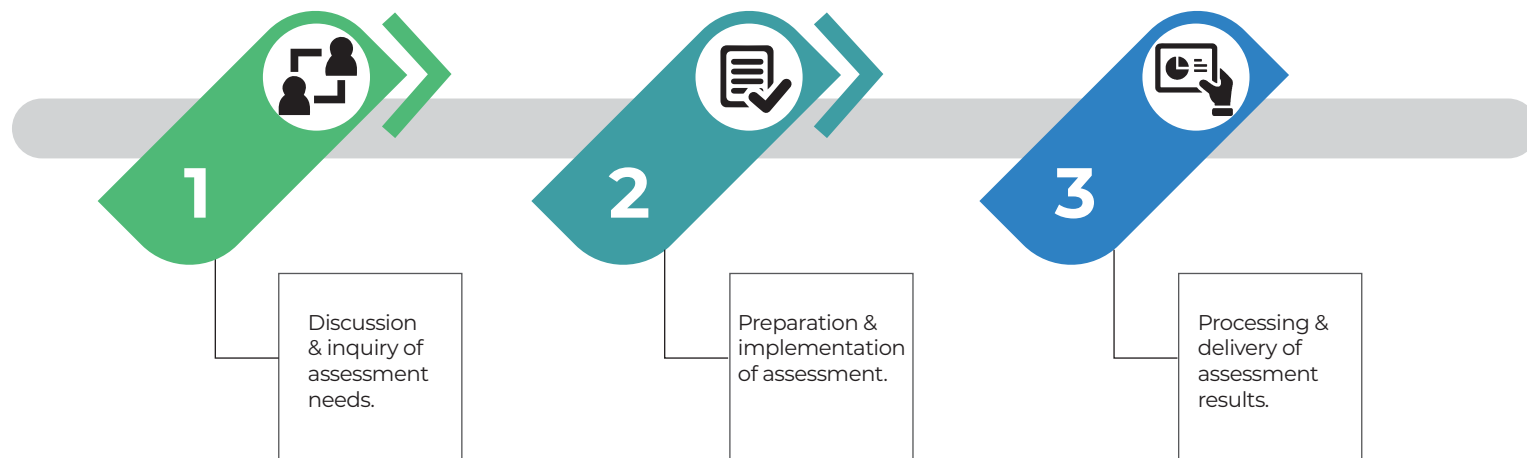 1
Discussion
& inquiry of
assessment
needs.
2
Preparation &
implementation
of assessment.
3
Processing &
delivery of
assessment
results.